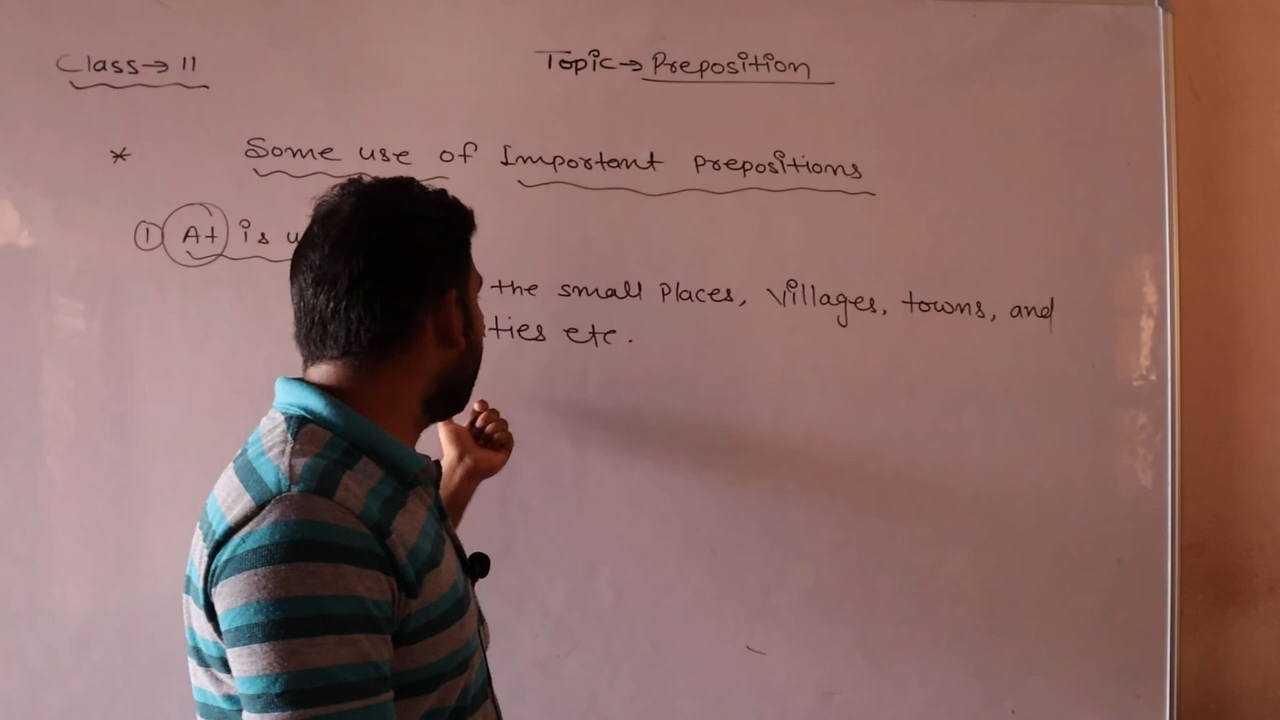 Class→11
Topic→Preposition
* Some use of Important prepositions
① At is
the small places, villages, towns, and
ties etc.